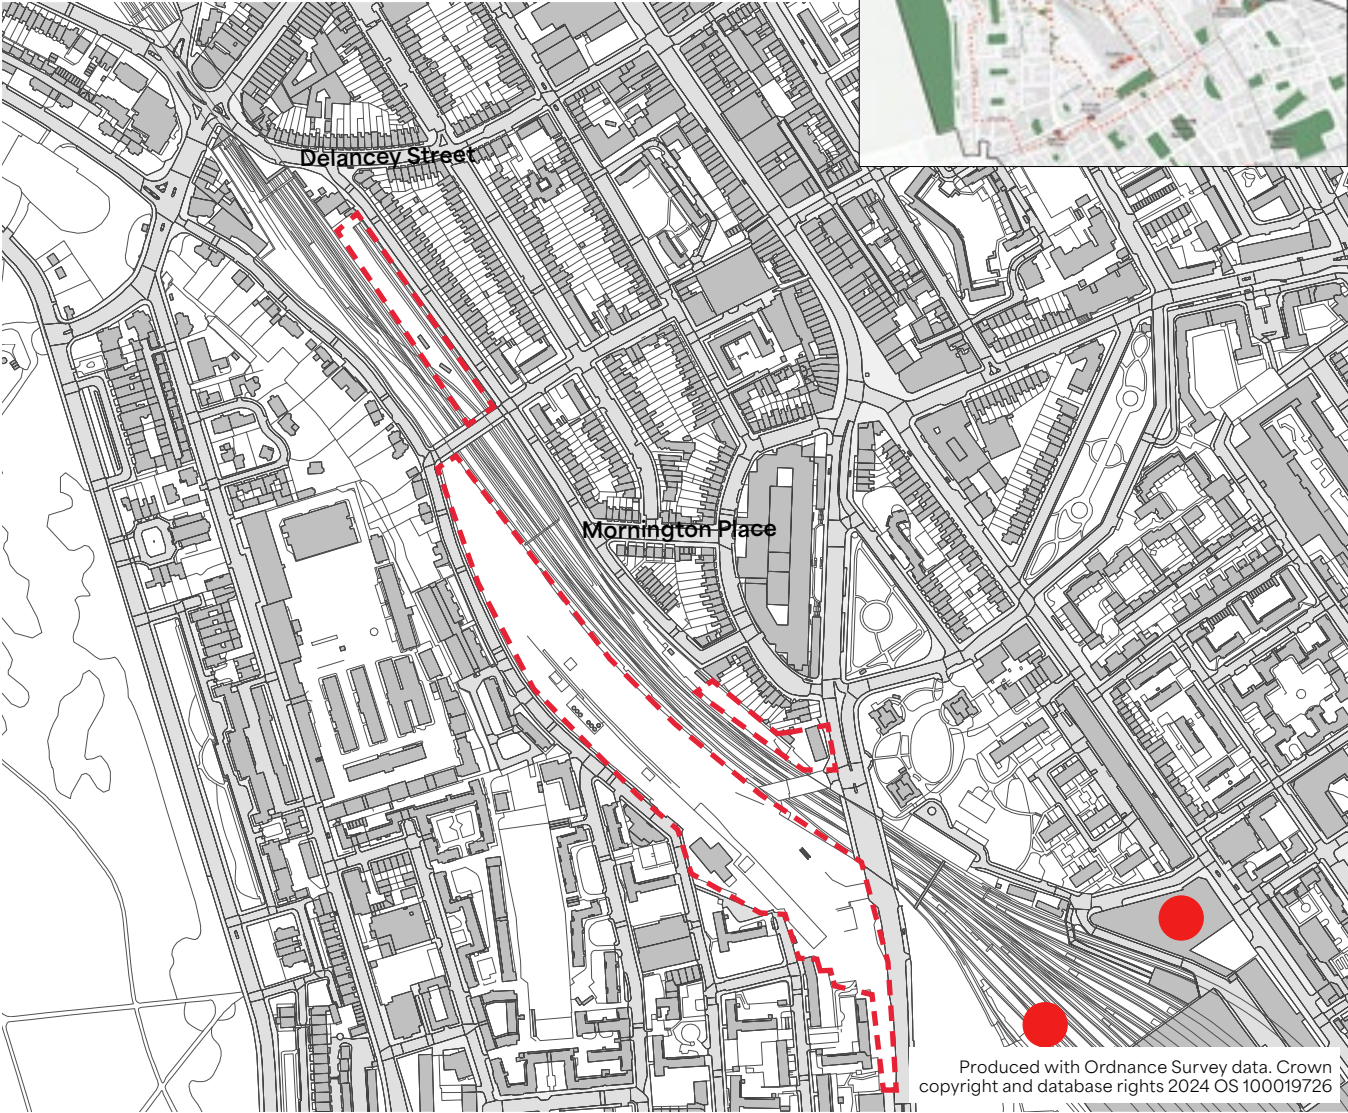 Delancey Street
Mornington Place
Produced with Ordnance Survey data. Crown
copyright and database rights 2024 OS 100019726